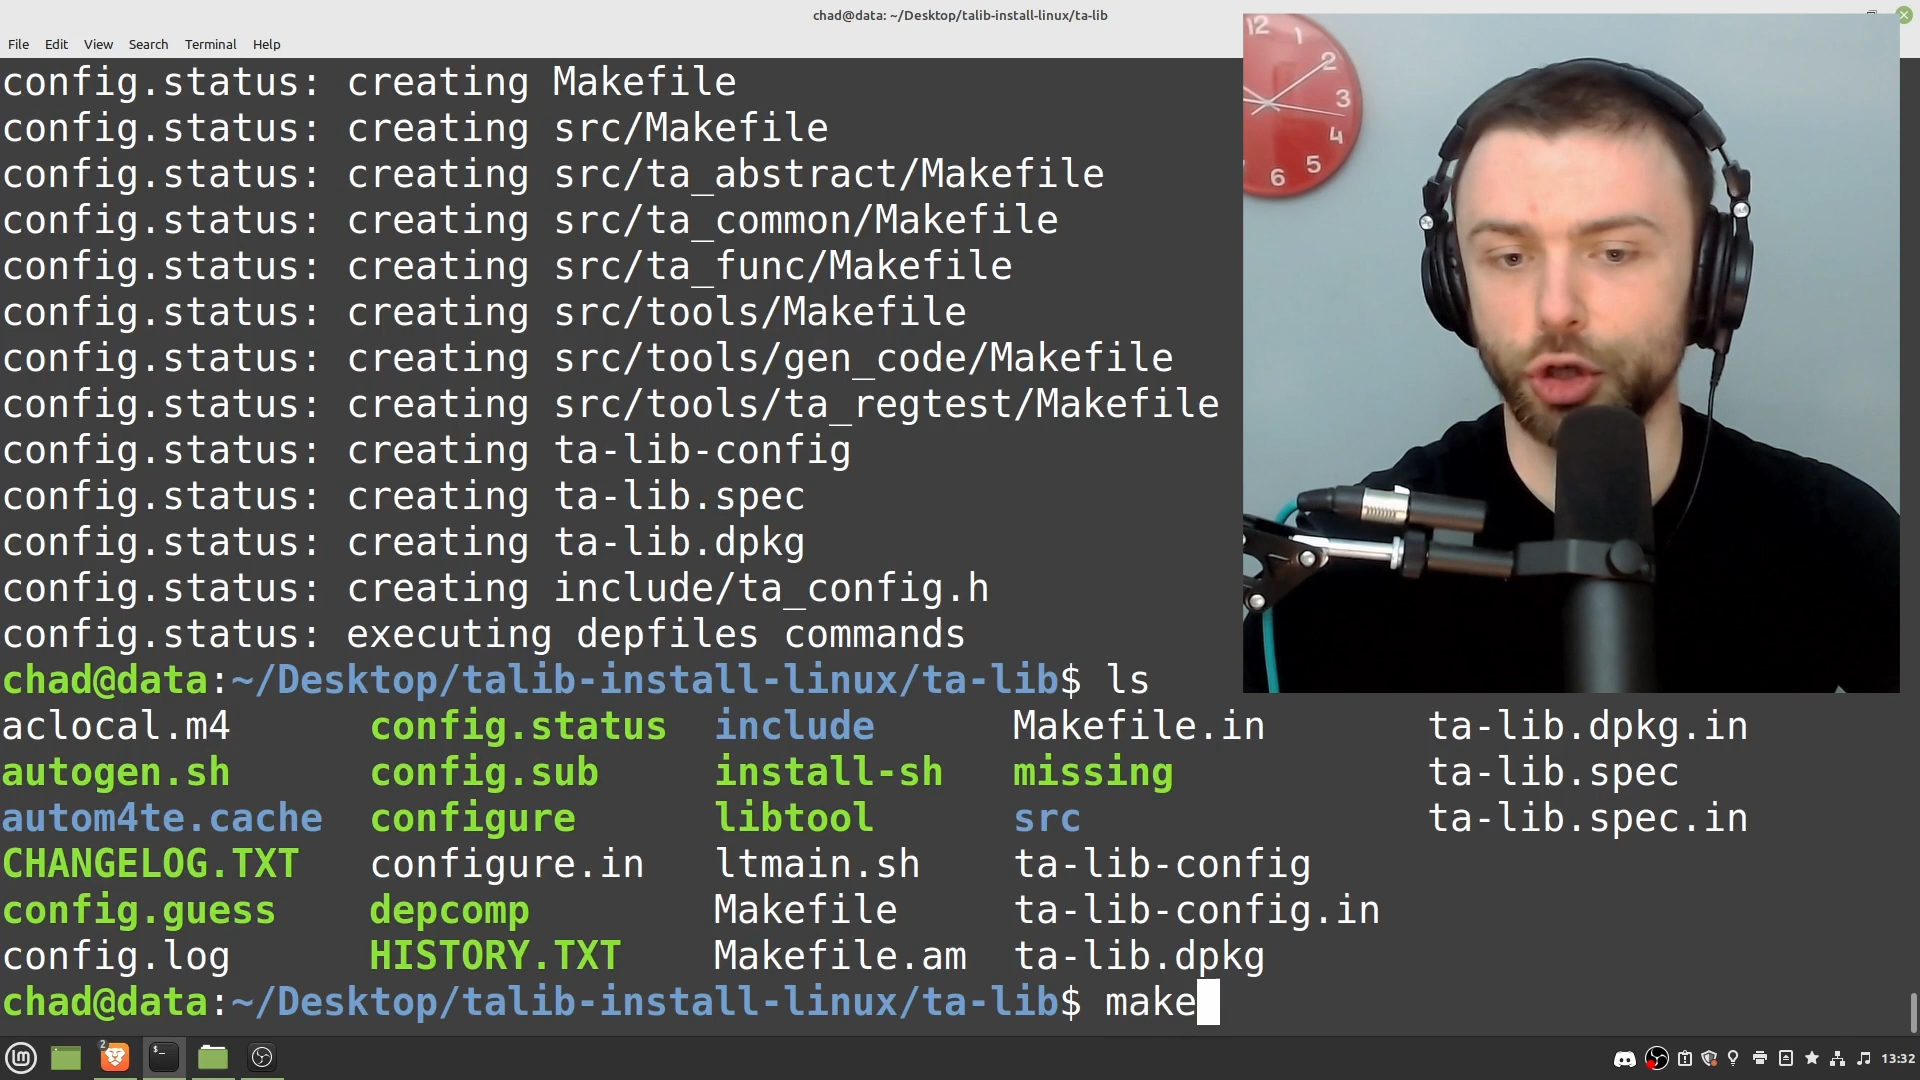 chad@data: ~/Desktop/talib-install-linux/ta-lib
File Edit View Search Terminal Help
config.status: creating Makefile
config.status: creating src/Makefile
config.status: creating src/ta_abstract/Makefile
config.status: creating src/ta_common/Makefile
config.status: creating src/ta_func/Makefile
config.status: creating src/tools/Makefile
config.status: creating src/tools/gen_code/Makefile
config.status: creating src/tools/ta_regtest/Makefile
config.status: creating ta-lib-config
config.status: creating ta-lib.spec
config.status: creating ta-lib.dpkg
config.status: creating include/ta_config.h
config.status: executing depfiles commands
chad@data:~/Desktop/talib-install-linux/ta-lib$ ls
aclocal.m4 config.status include Makefile.in ta-lib.dpkg.in
autogen.sh config.sub install-sh missing ta-lib.spec
autom4te.cache configure libtool src ta-lib.spec.in
CHANGELOG.TXT configure.in ltmain.sh ta-lib-config
config.guess depcomp Makefile ta-lib-config.in
config.log HISTORY.TXT Makefile.am ta-lib.dpkg
chad@data:~/Desktop/talib-install-linux/ta-lib$ make
12
1
2
3
4
5
6
2
13:32